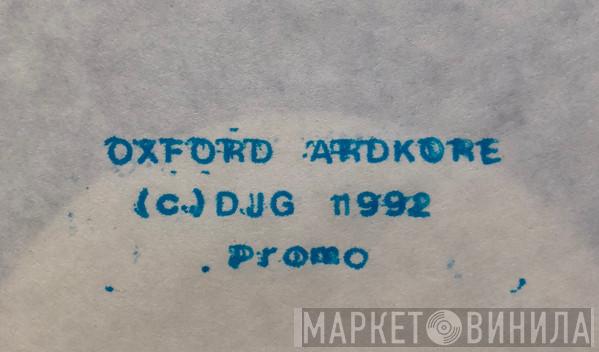 OXFORD ARDKORE
(c.) DJG 1992
Promo
МАРКЕТ ВИНИЛА